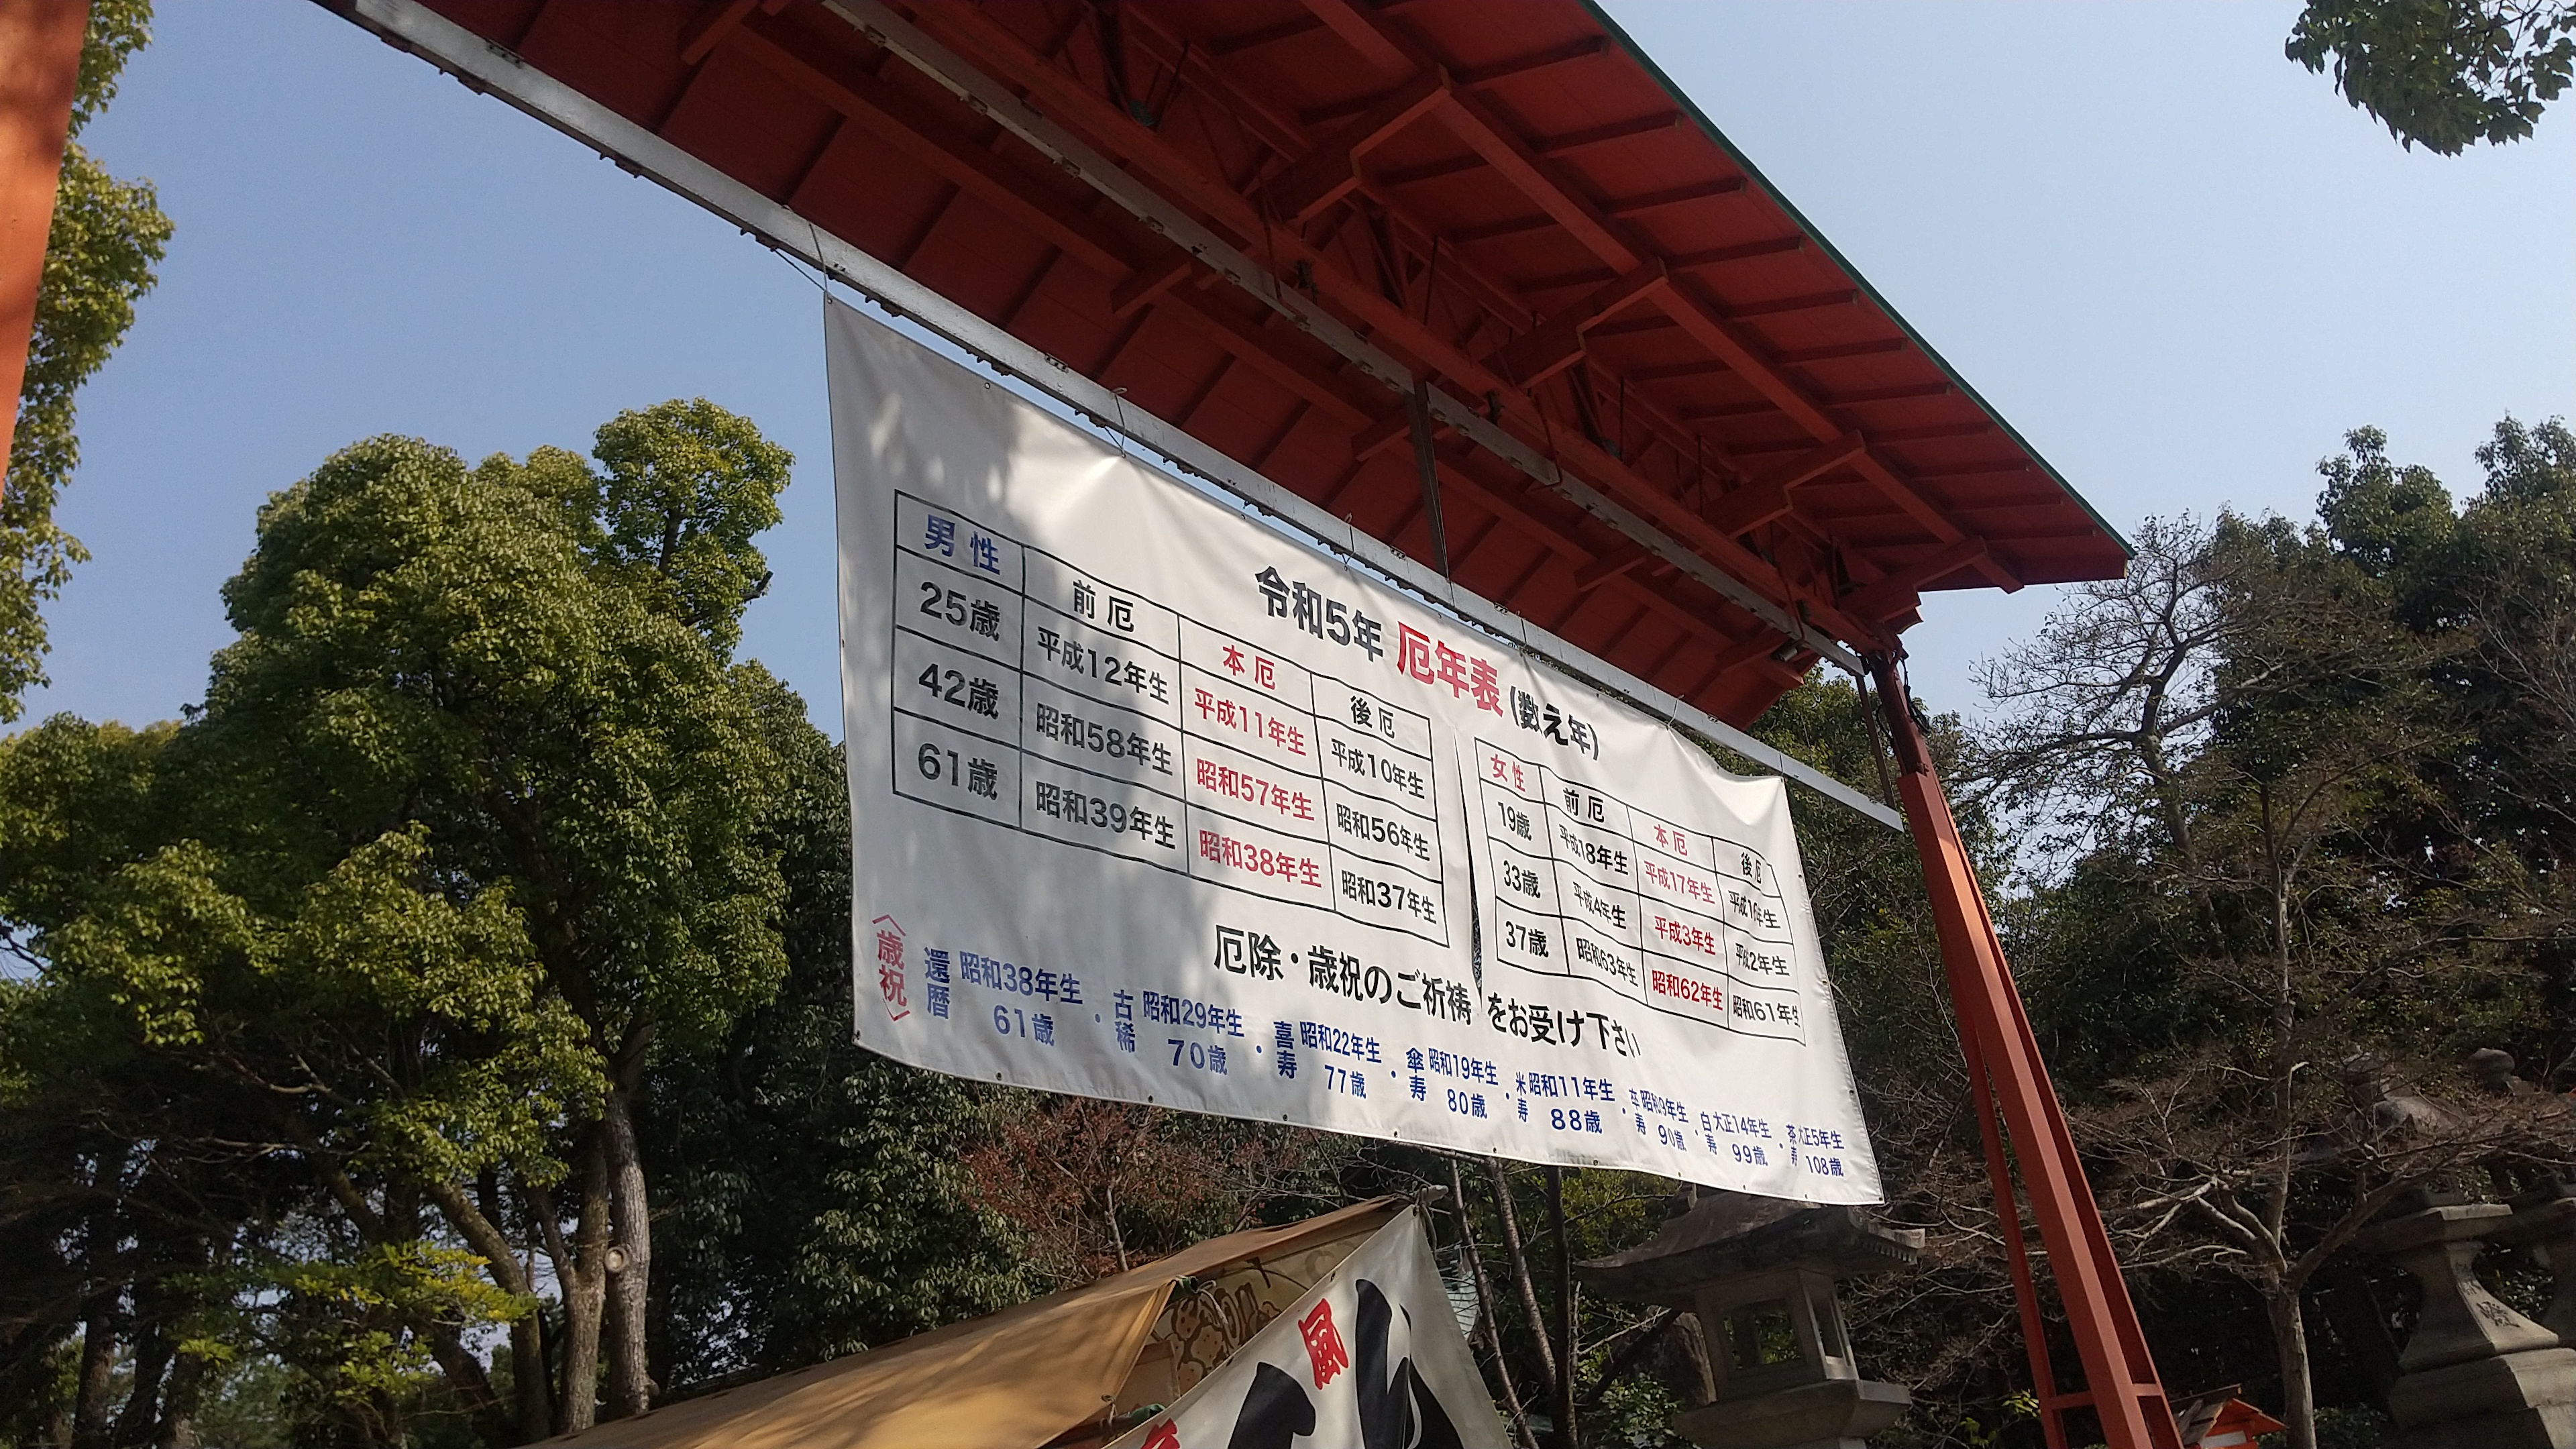 令和5年 厄年表 (数え年)
男性 前厄 本厄 後厄
25歳 平成12年生 平成11年生 平成10年生
42歳 昭和58年生 昭和57年生 昭和56年生
61歳 昭和39年生 昭和38年生 昭和37年生
女性 前厄 本厄 後厄
19歳 平成18年生 平成17年生 平成16年生
33歳 平成4年生 平成3年生 平成2年生
37歳 昭和63年生 昭和62年生 昭和61年生
厄除・歳祝のご祈祷をお受け下さい
〈歳祝〉
還暦 昭和38年生 61歳・
古稀 昭和29年生 70歳・
喜寿 昭和22年生 77歳・
傘寿 昭和19年生 80歳・
米寿 昭和11年生 88歳・
卒寿 昭和9年生 90歳・
白寿 大正14年生 99歳・
茶寿 大正5年生 108歳
風